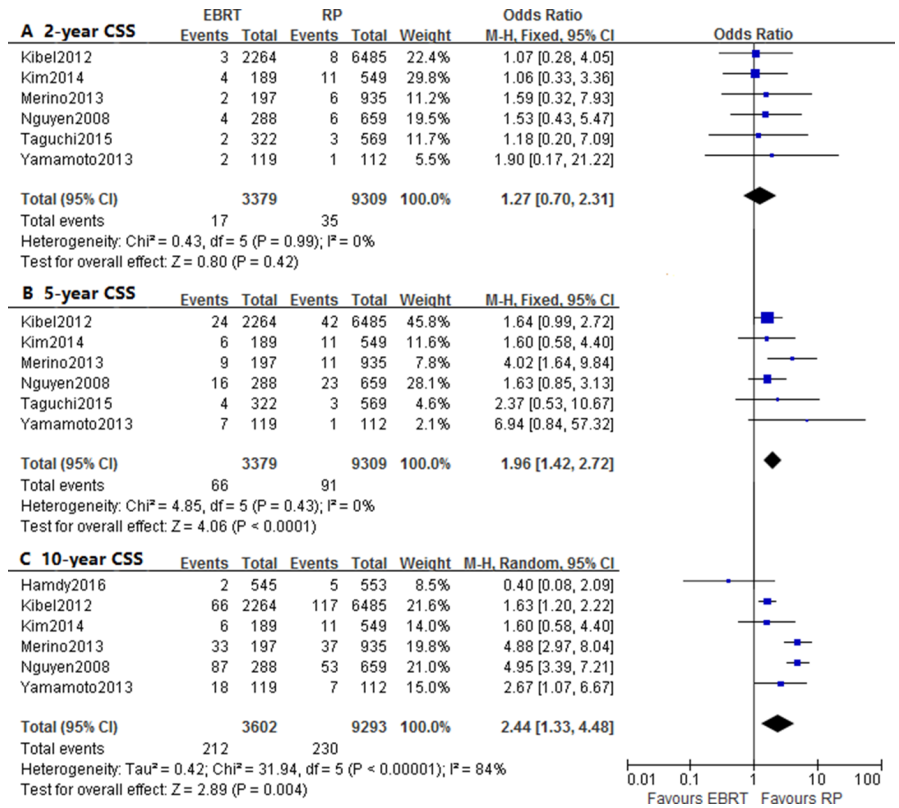 EBRT RP Odds Ratio
A 2-year CSS Events Total Events Total Weight M-H, Fixed, 95% CI Odds Ratio
Kibel2012 3 2264 8 6485 22.4% 1.07 [0.28, 4.05]
Kim2014 4 189 11 549 29.8% 1.06 [0.33, 3.36]
Merino2013 2 197 6 935 11.2% 1.59 [0.32, 7.93]
Nguyen2008 4 288 6 659 19.5% 1.53 [0.43, 5.47]
Taguchi2015 2 322 3 569 11.7% 1.18 [0.20, 7.09]
Yamamoto2013 2 119 1 112 5.5% 1.90 [0.17, 21.22]
Total (95% CI) 3379 9309 100.0% 1.27 [0.70, 2.31]
Total events 17 35
Heterogeneity: Chi² = 0.43, df = 5 (P = 0.99); I² = 0%
Test for overall effect: Z = 0.80 (P = 0.42)
B 5-year CSS Events Total Events Total Weight M-H, Fixed, 95% CI
Kibel2012 24 2264 42 6485 45.8% 1.64 [0.99, 2.72]
Kim2014 6 189 11 549 11.6% 1.60 [0.58, 4.40]
Merino2013 9 197 11 935 7.8% 4.02 [1.64, 9.84]
Nguyen2008 16 288 23 659 28.1% 1.63 [0.85, 3.13]
Taguchi2015 4 322 3 569 4.6% 2.37 [0.53, 10.67]
Yamamoto2013 7 119 1 112 2.1% 6.94 [0.84, 57.32]
Total (95% CI) 3379 9309 100.0% 1.96 [1.42, 2.72]
Total events 66 91
Heterogeneity: Chi² = 4.85, df = 5 (P = 0.43); I² = 0%
Test for overall effect: Z = 4.06 (P < 0.0001)
C 10-year CSS Events Total Events Total Weight M-H, Random, 95% CI
Hamdy2016 2 545 5 553 8.5% 0.40 [0.08, 2.09]
Kibel2012 66 2264 117 6485 21.6% 1.63 [1.20, 2.22]
Kim2014 6 189 11 549 14.0% 1.60 [0.58, 4.40]
Merino2013 33 197 37 935 19.8% 4.88 [2.97, 8.04]
Nguyen2008 87 288 53 659 21.0% 4.95 [3.39, 7.21]
Yamamoto2013 18 119 7 112 15.0% 2.67 [1.07, 6.67]
Total (95% CI) 3602 9293 100.0% 2.44 [1.33, 4.48]
Total events 212 230
Heterogeneity: Tau² = 0.42; Chi² = 31.94, df = 5 (P < 0.00001); I² = 84%
Test for overall effect: Z = 2.89 (P = 0.004)
0.01 0.1 1 10 100
Favours EBRT Favours RP